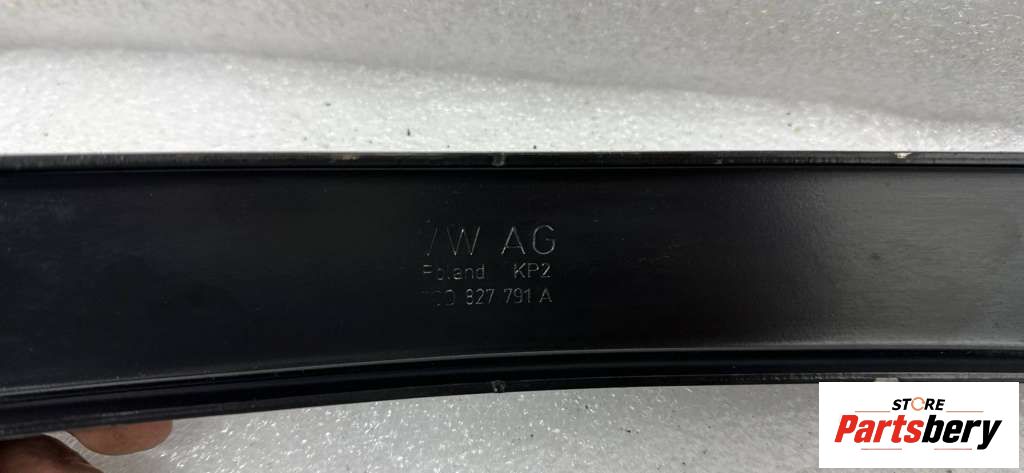 VW AG
Poland KP2
827 791 A
STORE
Partsbery